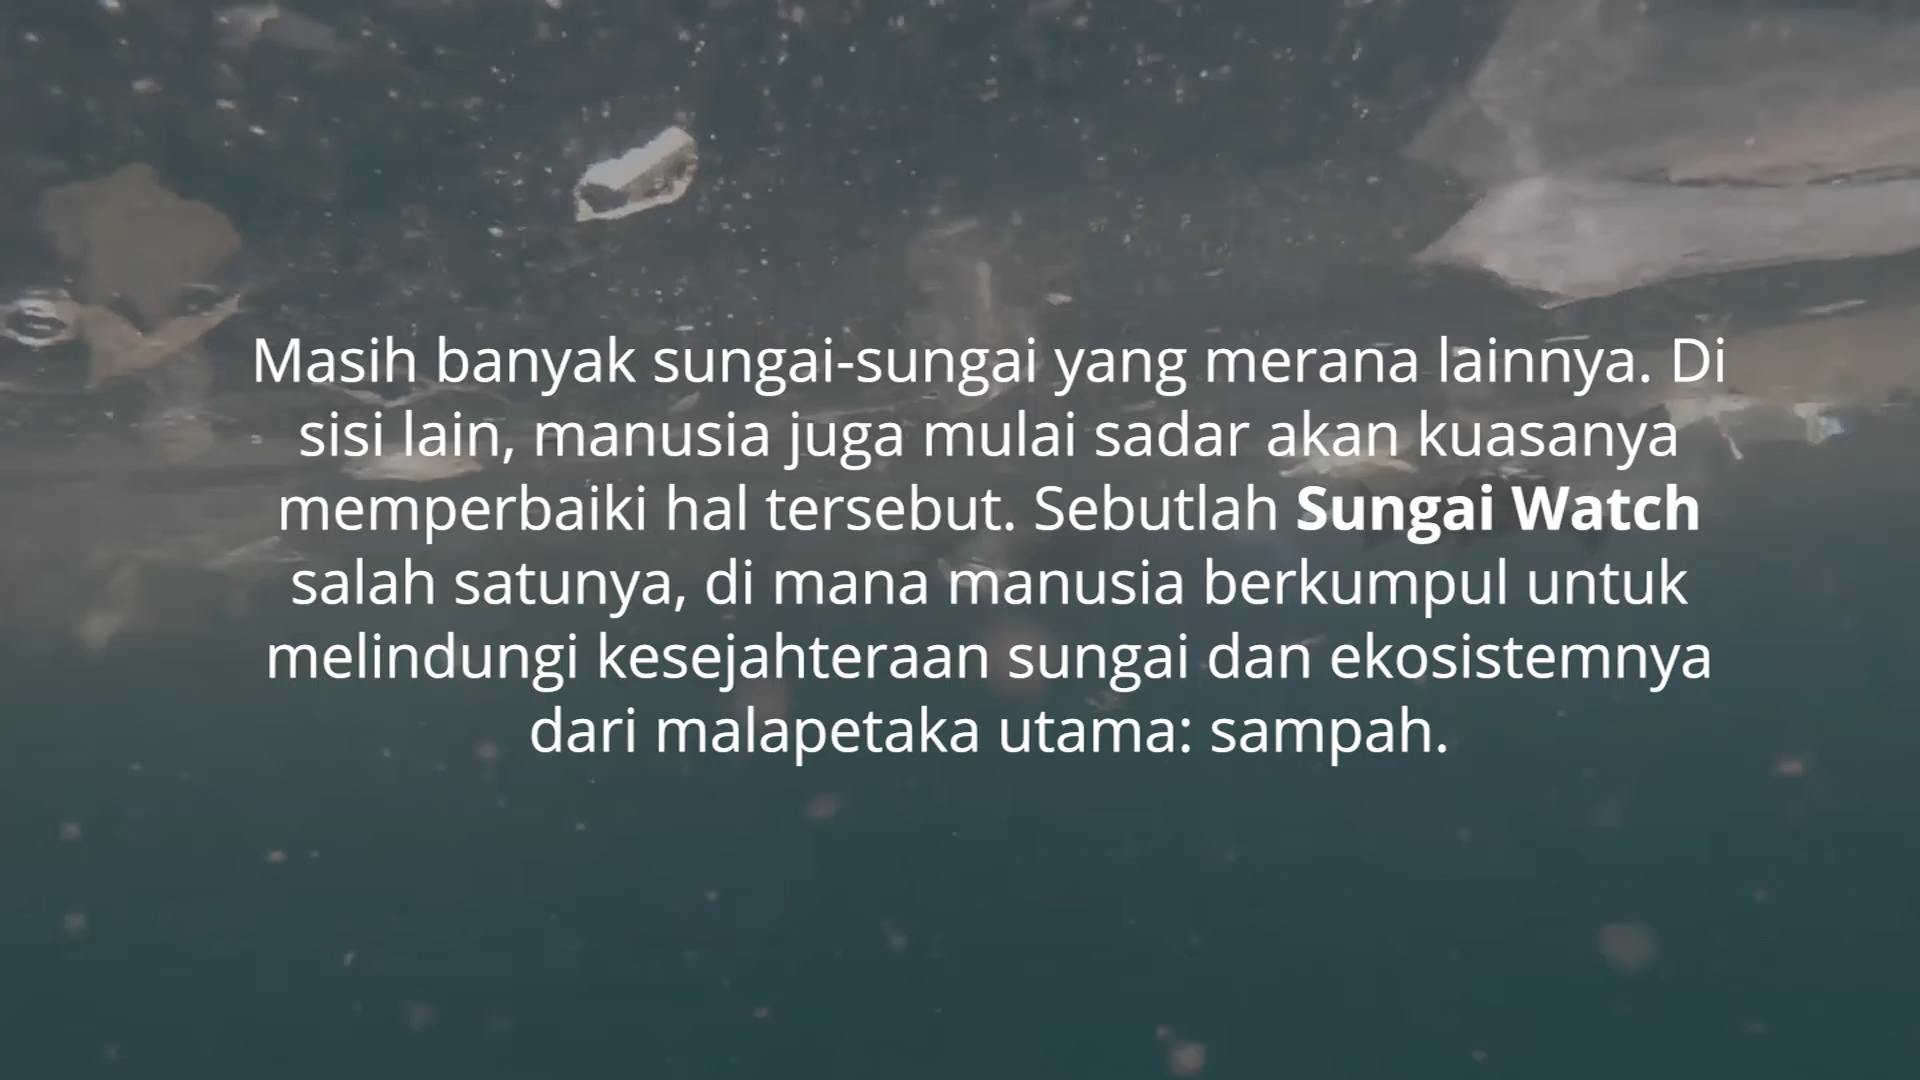 Masih banyak sungai-sungai yang merana lainnya. Di
sisi lain, manusia juga mulai sadar akan kuasanya
memperbaiki hal tersebut. Sebutlah Sungai Watch
salah satunya, di mana manusia berkumpul untuk
melindungi kesejahteraan sungai dan ekosistemnya
dari malapetaka utama: sampah.